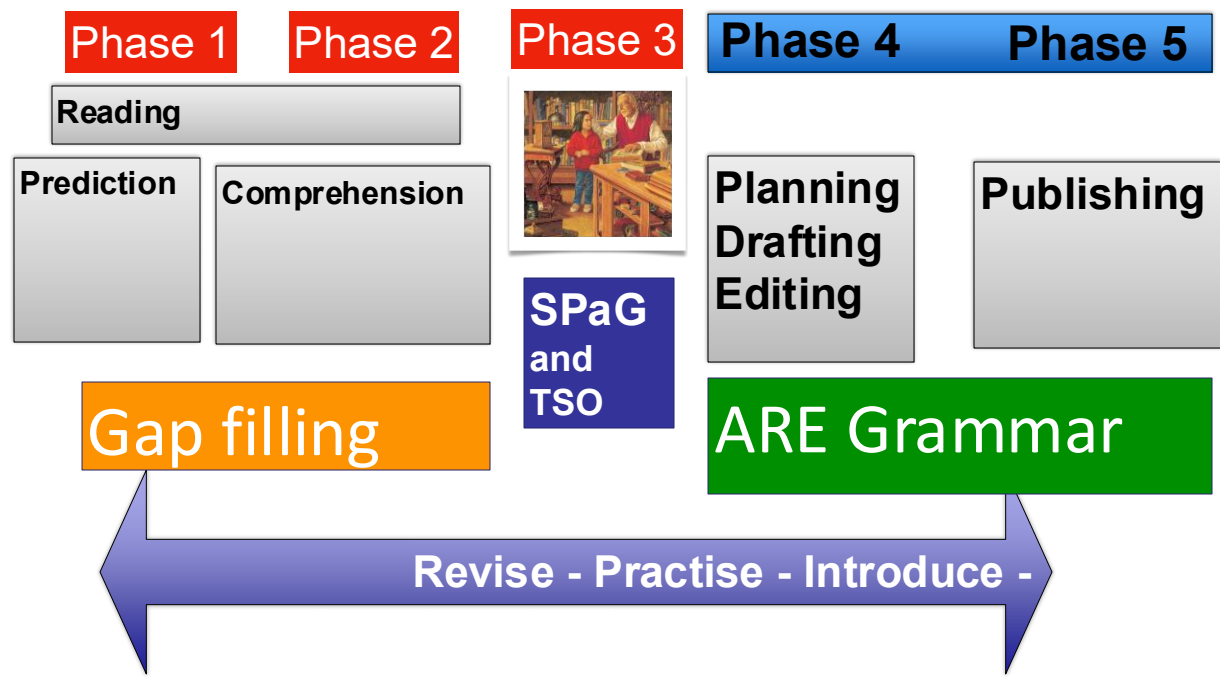 Phase 1
Phase 2
Phase 3
Phase 4
Phase 5
Reading
Prediction
Comprehension
Planning
Drafting
Editing
Publishing
SPaG
and
TSO
Gap filling
ARE Grammar
Revise - Practise - Introduce -